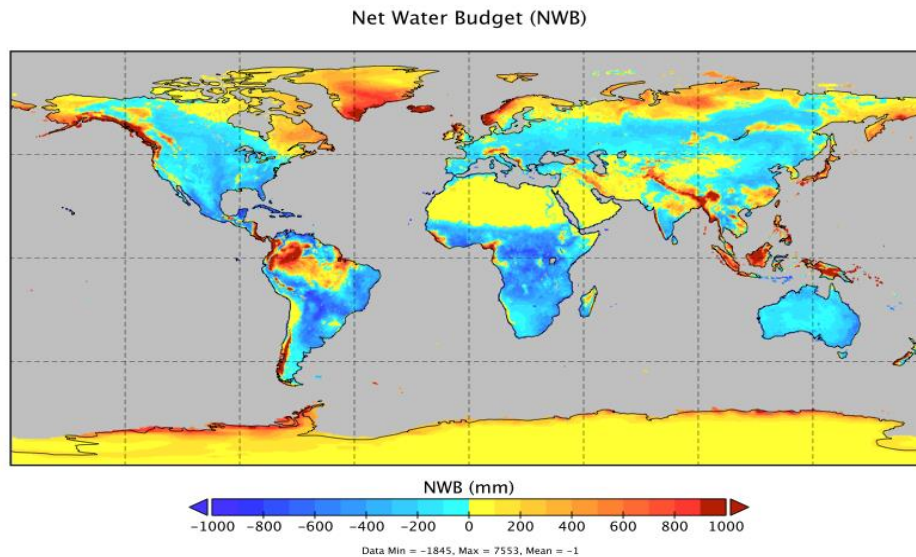 Net Water Budget (NWB)
NWB (mm)
−1000 −800 −600 −400 −200 0 200 400 600 800 1000
Data Min = −1845, Max = 7553, Mean = −1